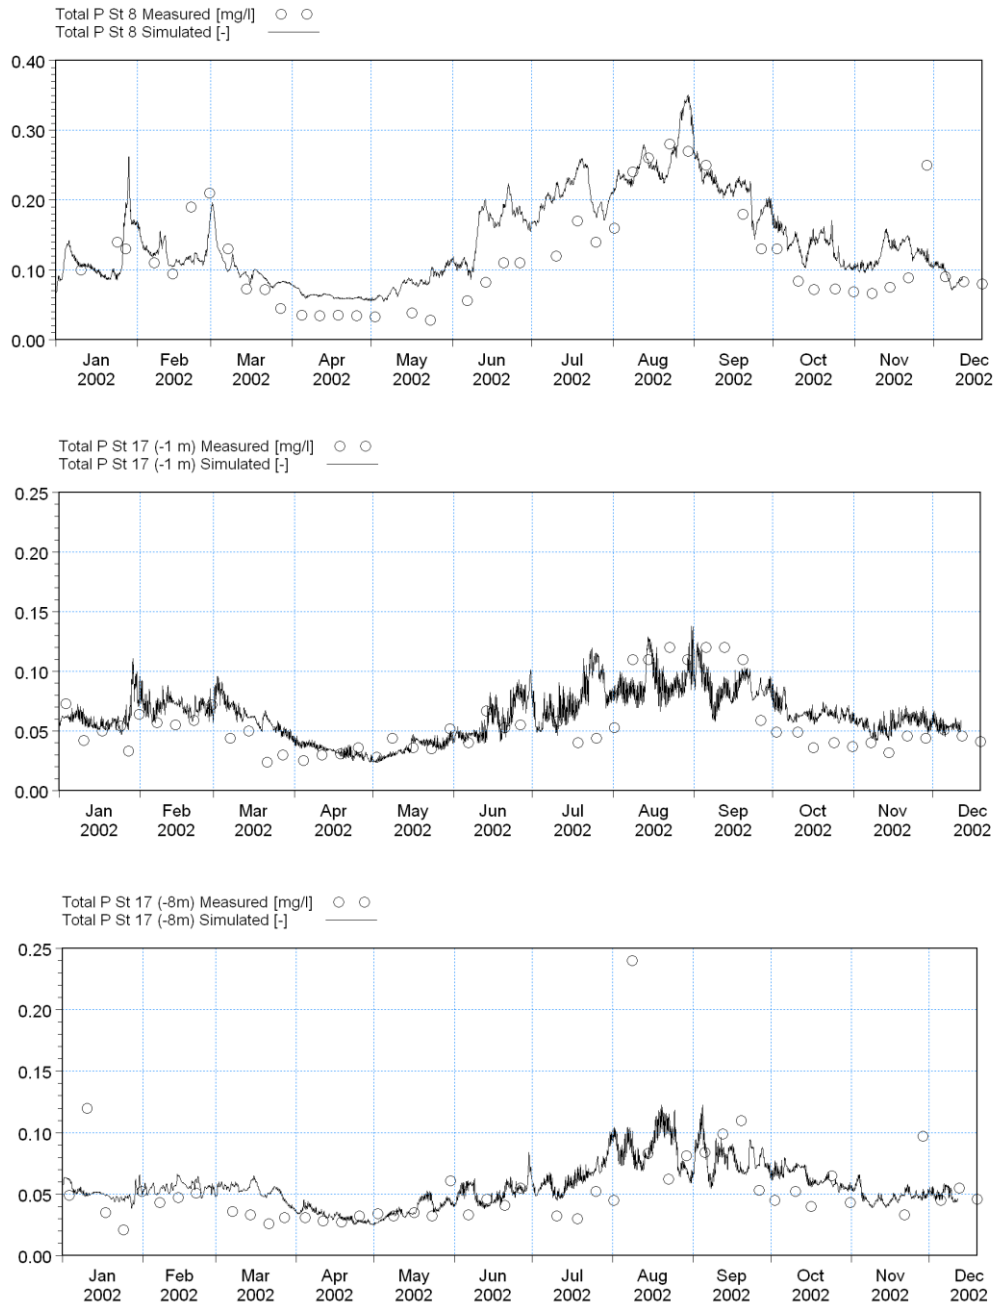 Total P St 8 Measured [mg/l]
Total P St 8 Simulated [-]
0.40
0.30
0.20
0.10
0.00
Jan Feb Mar Apr May Jun Jul Aug Sep Oct Nov Dec
2002 2002 2002 2002 2002 2002 2002 2002 2002 2002 2002 2002
Total P St 17 (-1 m) Measured [mg/l]
Total P St 17 (-1 m) Simulated [-]
0.25
0.20
0.15
0.10
0.05
0.00
Jan Feb Mar Apr May Jun Jul Aug Sep Oct Nov Dec
2002 2002 2002 2002 2002 2002 2002 2002 2002 2002 2002 2002
Total P St 17 (-8m) Measured [mg/l]
Total P St 17 (-8m) Simulated [-]
0.25
0.20
0.15
0.10
0.05
0.00
Jan Feb Mar Apr May Jun Jul Aug Sep Oct Nov Dec
2002 2002 2002 2002 2002 2002 2002 2002 2002 2002 2002 2002